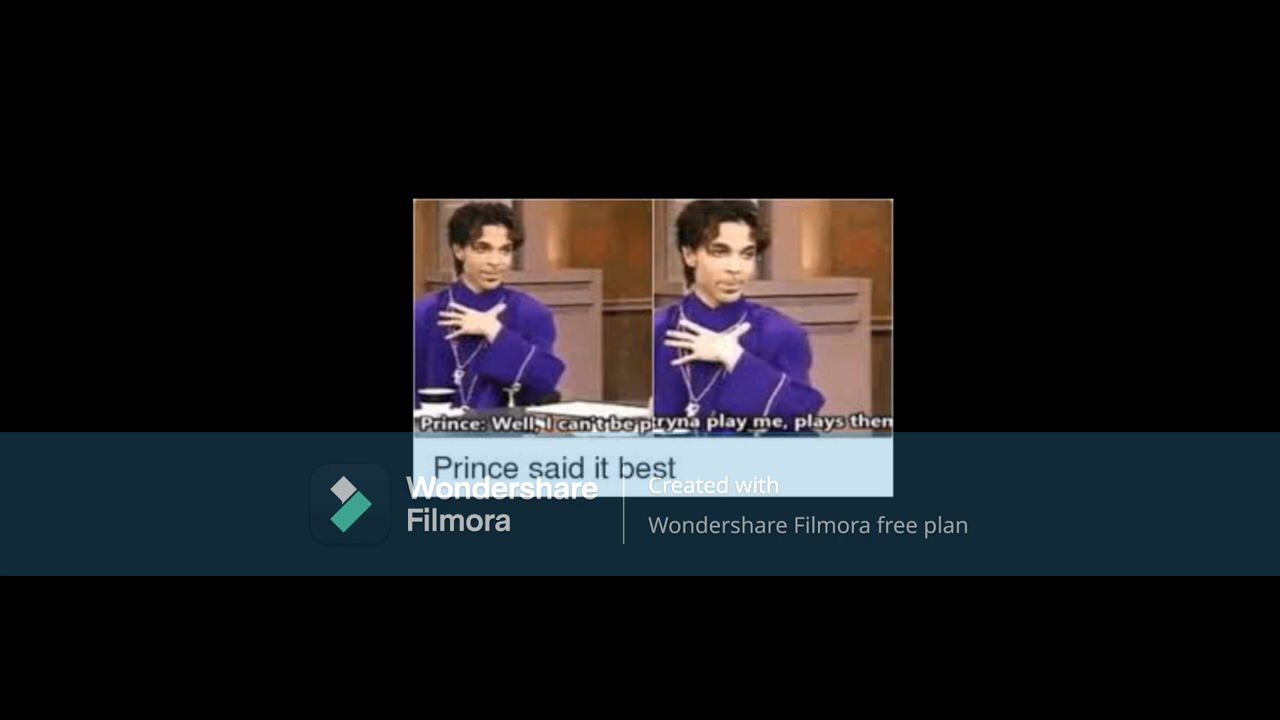 "Prince: Well, I can't be p
tryna play me, plays them
Prince said it best
Wondershare
Filmora
Created with
Wondershare Filmora free plan